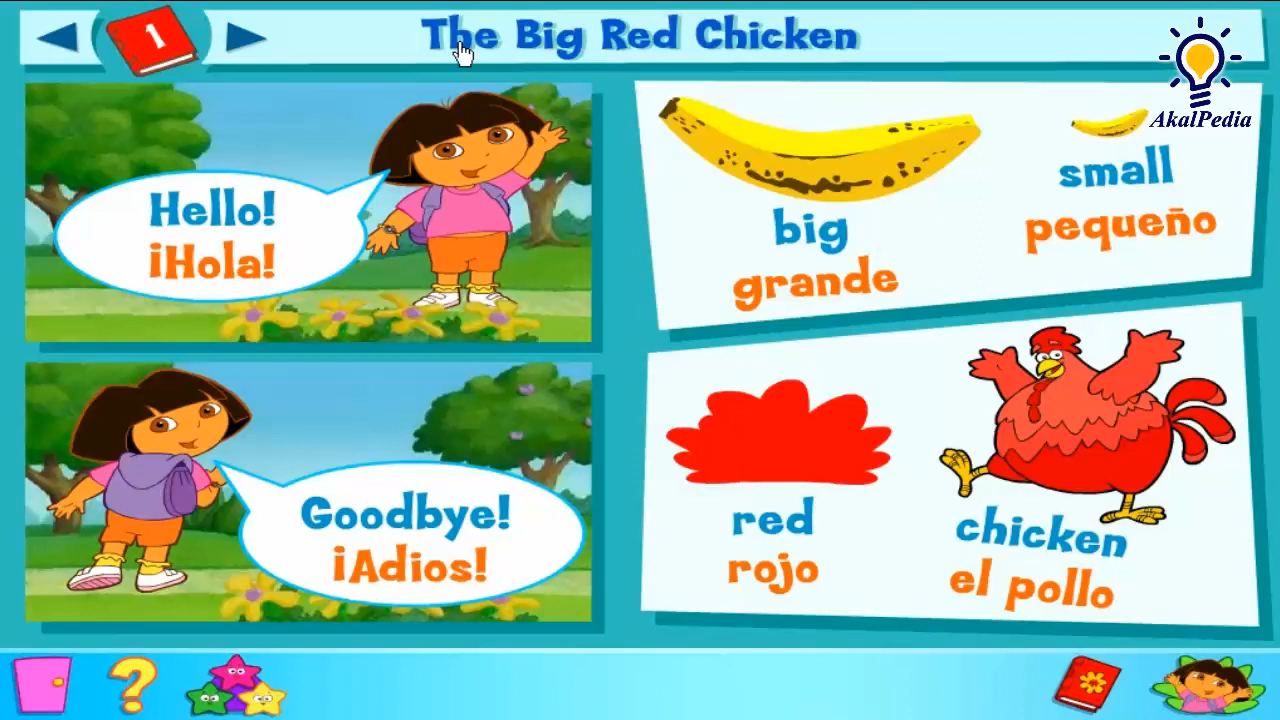 1
The Big Red Chicken
AkalPedia
Hello!
¡Hola!
big
grande
small
pequeño
Goodbye!
¡Adios!
red
rojo
chicken
el pollo
?